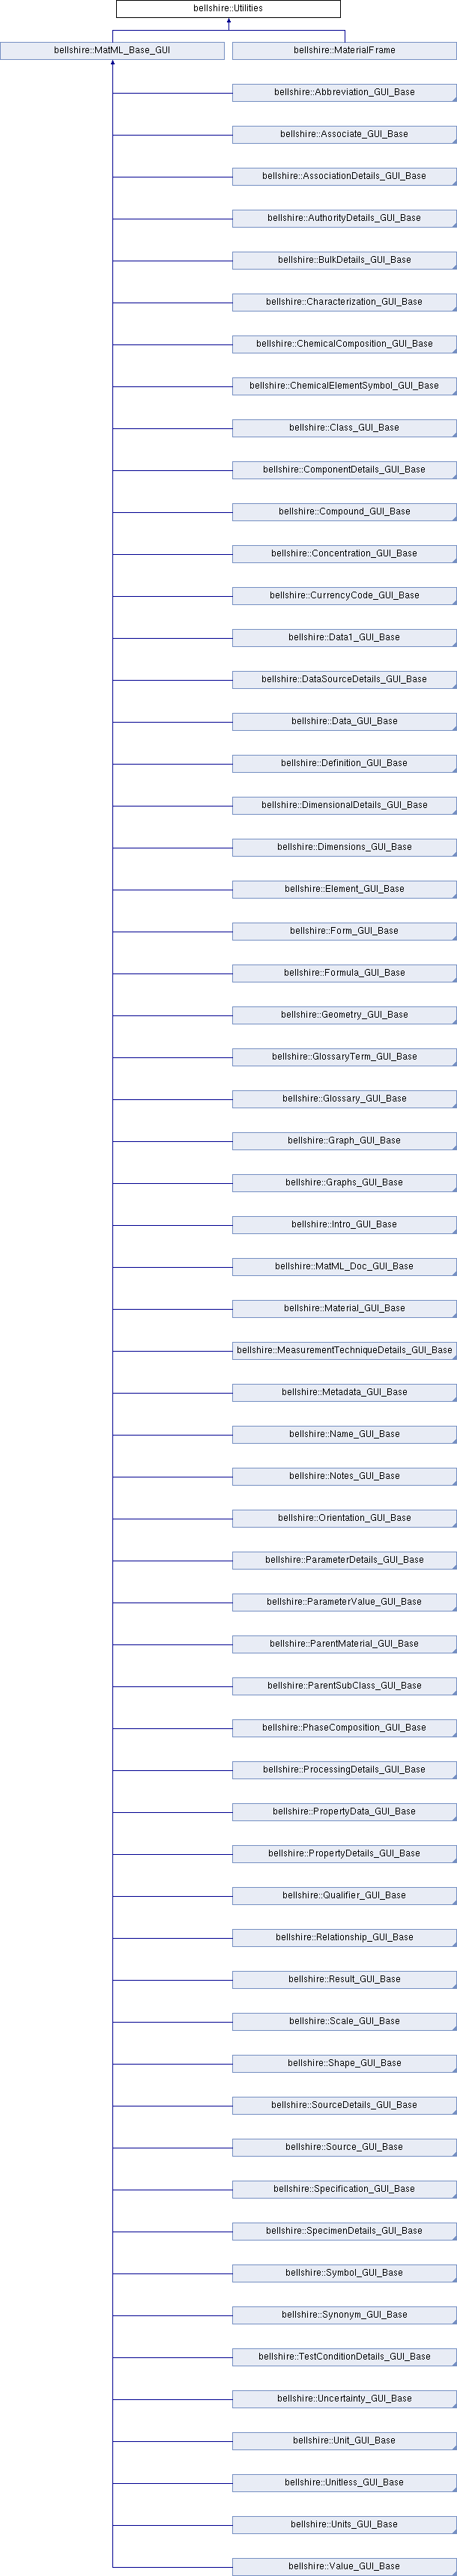 bellshire::Utilities
bellshire::MatML_Base_GUI
bellshire::MaterialFrame
bellshire::Abbreviation_GUI_Base
bellshire::Associate_GUI_Base
bellshire::AssociationDetails_GUI_Base
bellshire::AuthorityDetails_GUI_Base
bellshire::BulkDetails_GUI_Base
bellshire::Characterization_GUI_Base
bellshire::ChemicalComposition_GUI_Base
bellshire::ChemicalElementSymbol_GUI_Base
bellshire::Class_GUI_Base
bellshire::ComponentDetails_GUI_Base
bellshire::Compound_GUI_Base
bellshire::Concentration_GUI_Base
bellshire::CurrencyCode_GUI_Base
bellshire::Data1_GUI_Base
bellshire::DataSourceDetails_GUI_Base
bellshire::Data_GUI_Base
bellshire::Definition_GUI_Base
bellshire::DimensionalDetails_GUI_Base
bellshire::Dimensions_GUI_Base
bellshire::Element_GUI_Base
bellshire::Form_GUI_Base
bellshire::Formula_GUI_Base
bellshire::Geometry_GUI_Base
bellshire::GlossaryTerm_GUI_Base
bellshire::Glossary_GUI_Base
bellshire::Graph_GUI_Base
bellshire::Graphs_GUI_Base
bellshire::Intro_GUI_Base
bellshire::MatML_Doc_GUI_Base
bellshire::Material_GUI_Base
bellshire::MeasurementTechniqueDetails_GUI_Base
bellshire::Metadata_GUI_Base
bellshire::Name_GUI_Base
bellshire::Notes_GUI_Base
bellshire::Orientation_GUI_Base
bellshire::ParameterDetails_GUI_Base
bellshire::ParameterValue_GUI_Base
bellshire::ParentMaterial_GUI_Base
bellshire::ParentSubClass_GUI_Base
bellshire::PhaseComposition_GUI_Base
bellshire::ProcessingDetails_GUI_Base
bellshire::PropertyData_GUI_Base
bellshire::PropertyDetails_GUI_Base
bellshire::Qualifier_GUI_Base
bellshire::Relationship_GUI_Base
bellshire::Result_GUI_Base
bellshire::Scale_GUI_Base
bellshire::Shape_GUI_Base
bellshire::SourceDetails_GUI_Base
bellshire::Source_GUI_Base
bellshire::Specification_GUI_Base
bellshire::SpecimenDetails_GUI_Base
bellshire::Symbol_GUI_Base
bellshire::Synonym_GUI_Base
bellshire::TestConditionDetails_GUI_Base
bellshire::Uncertainty_GUI_Base
bellshire::Unit_GUI_Base
bellshire::Unitless_GUI_Base
bellshire::Units_GUI_Base
bellshire::Value_GUI_Base